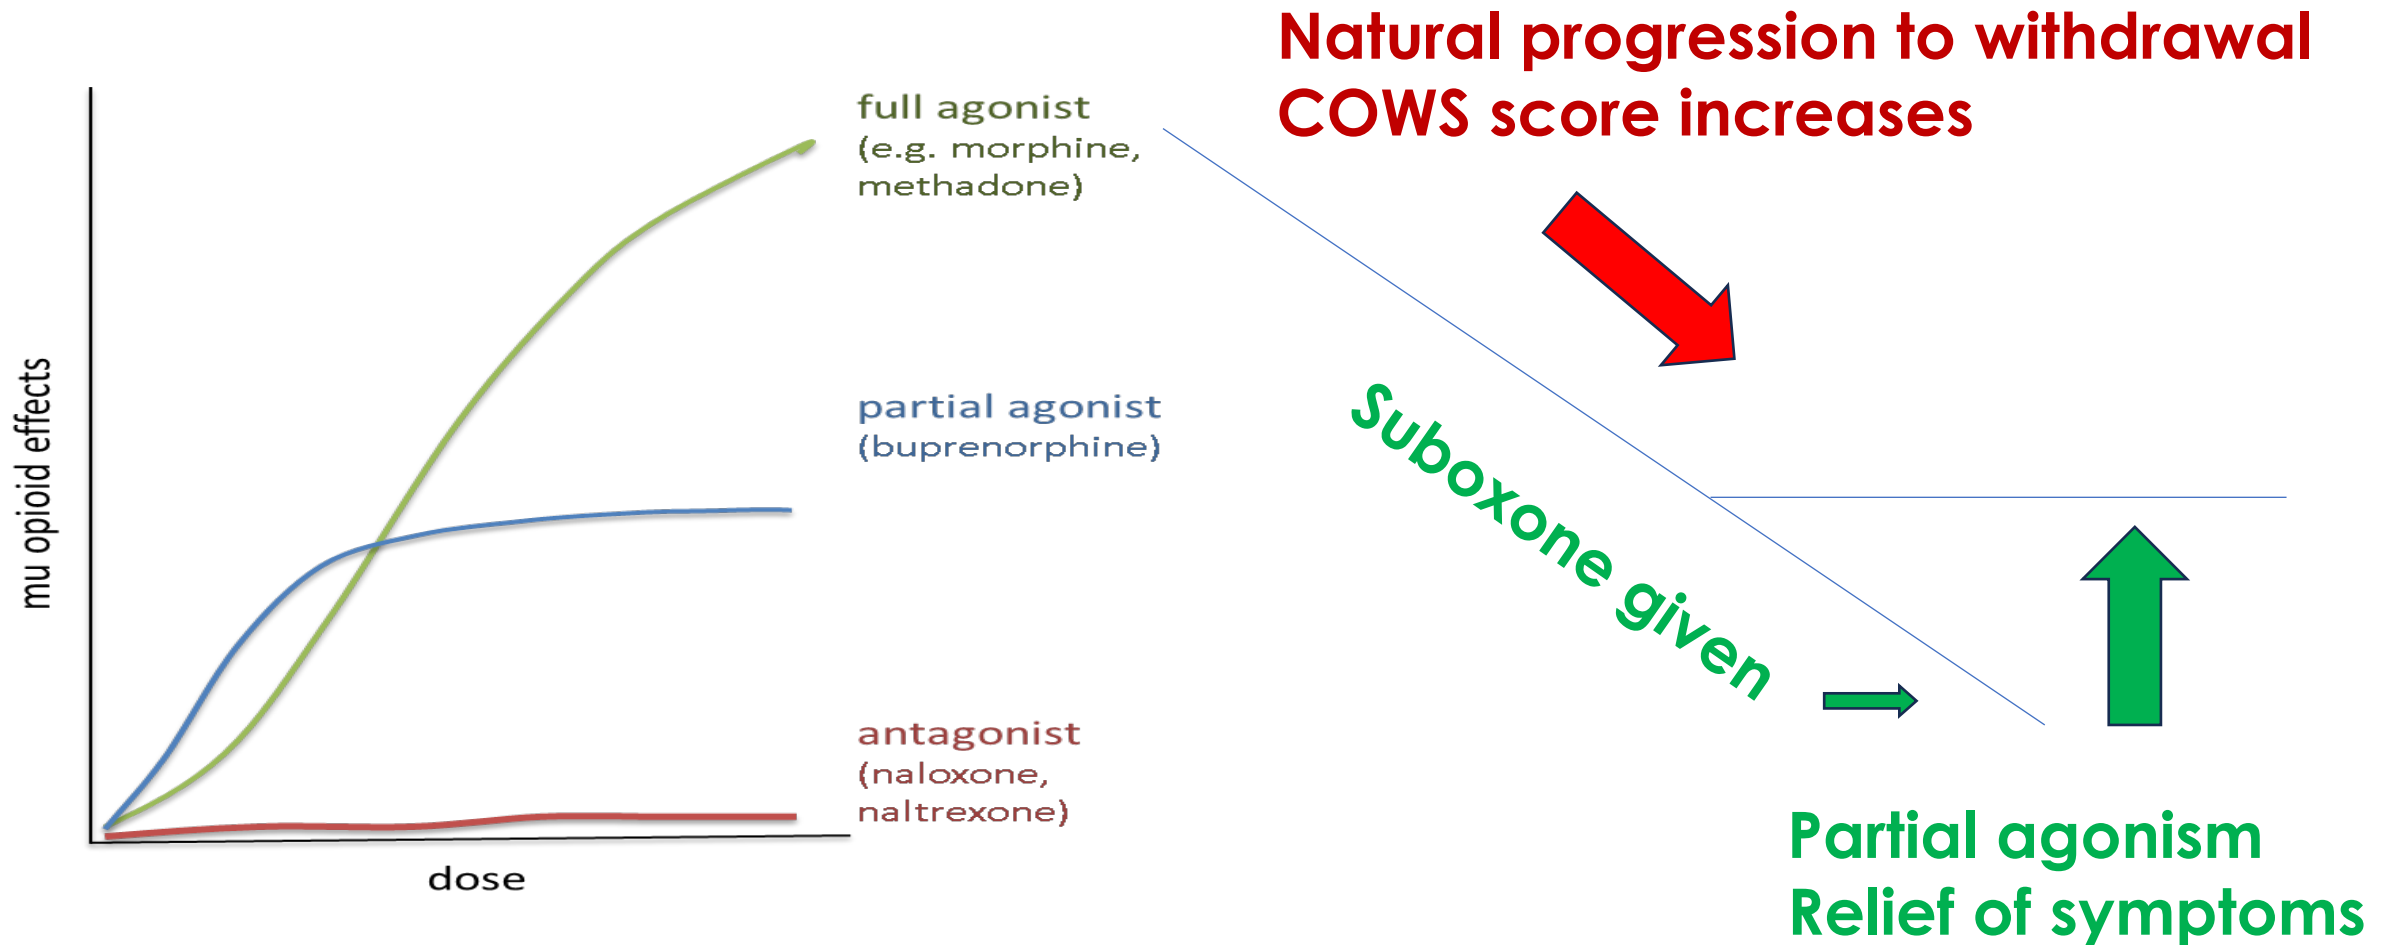 Natural progression to withdrawal
COWS score increases
full agonist
(e.g. morphine,
methadone)
partial agonist
(buprenorphine)
antagonist
(naloxone,
naltrexone)
mu opioid effects
dose
Suboxone given
Partial agonism
Relief of symptoms